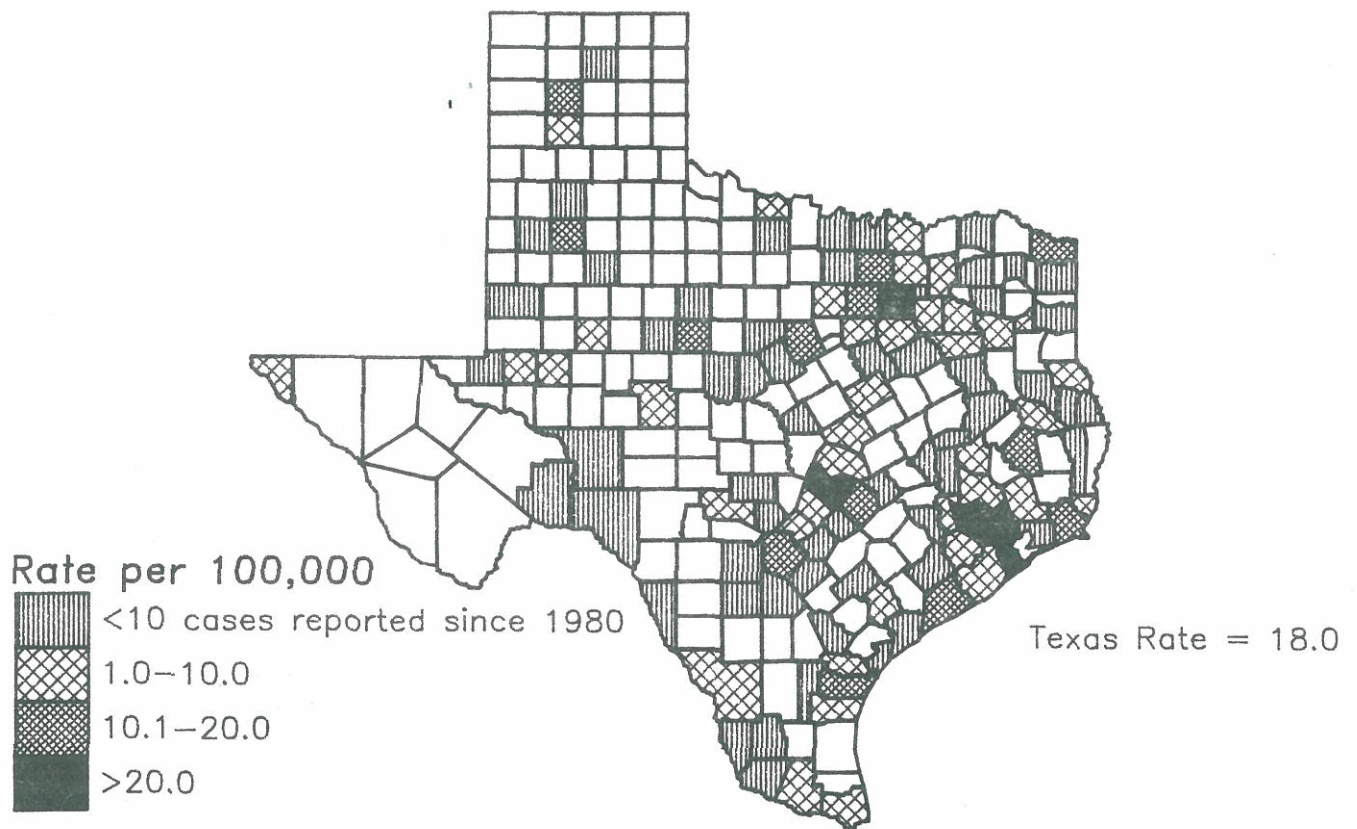 Rate per 100,000
<10 cases reported since 1980
1.0–10.0
10.1–20.0
>20.0
Texas Rate = 18.0